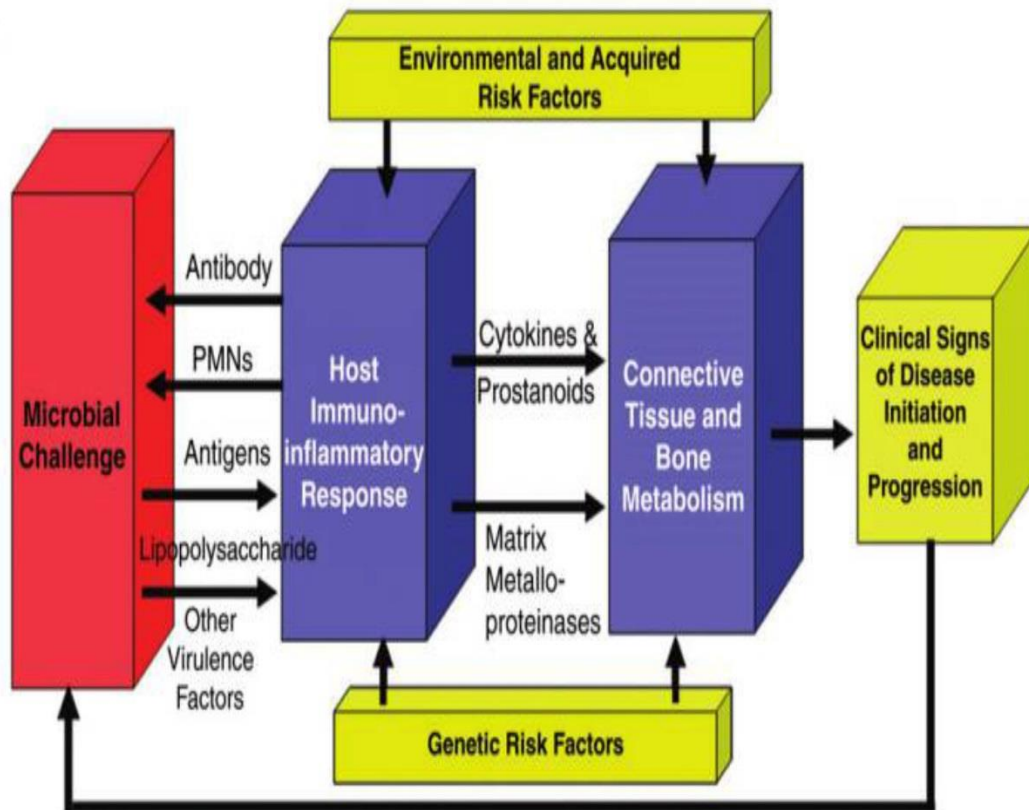 Environmental and Acquired
Risk Factors
Microbial
Challenge
Antibody
PMNs
Antigens
Lipopolysaccharide
Other
Virulence
Factors
Host
Immuno-
inflammatory
Response
Cytokines &
Prostanoids
Matrix
Metallo-
proteinases
Connective
Tissue and
Bone
Metabolism
Clinical Signs
of Disease
Initiation
and
Progression
Genetic Risk Factors